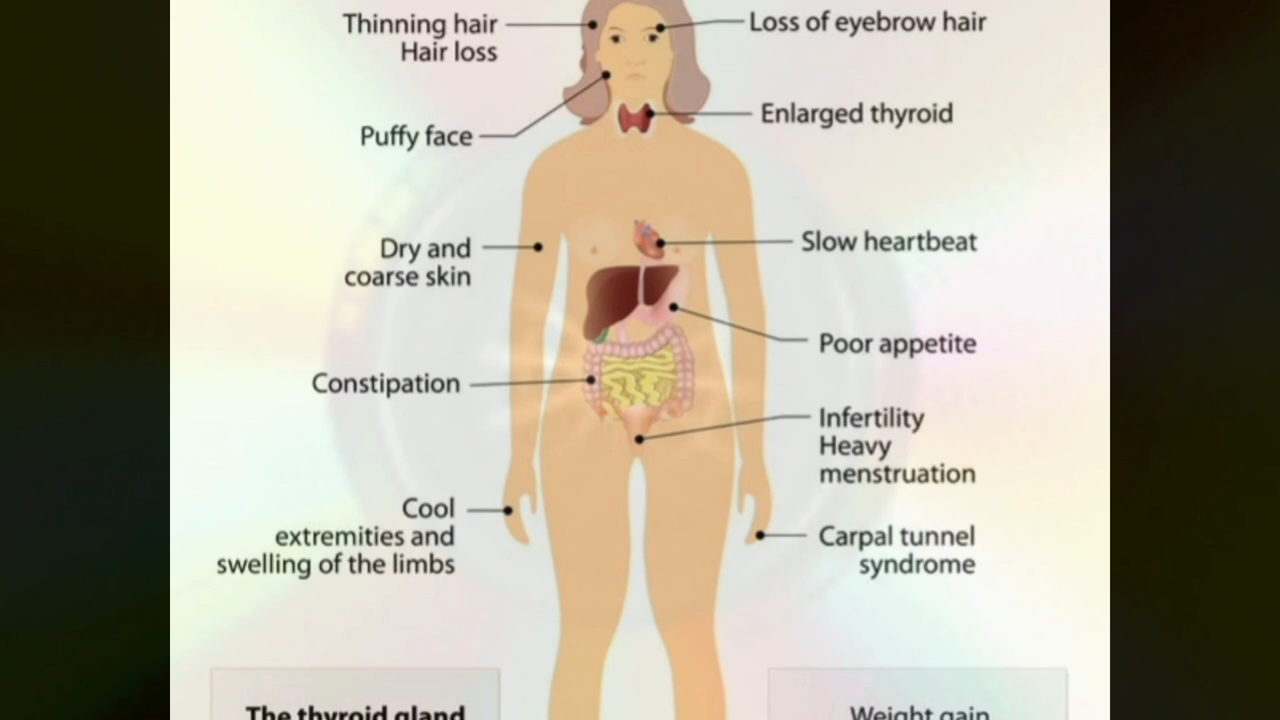 Thinning hair
Hair loss
Loss of eyebrow hair
Puffy face
Enlarged thyroid
Dry and
coarse skin
Slow heartbeat
Poor appetite
Constipation
Infertility
Heavy
menstruation
Cool
extremities and
swelling of the limbs
Carpal tunnel
syndrome
The thyroid gland
Weight gain